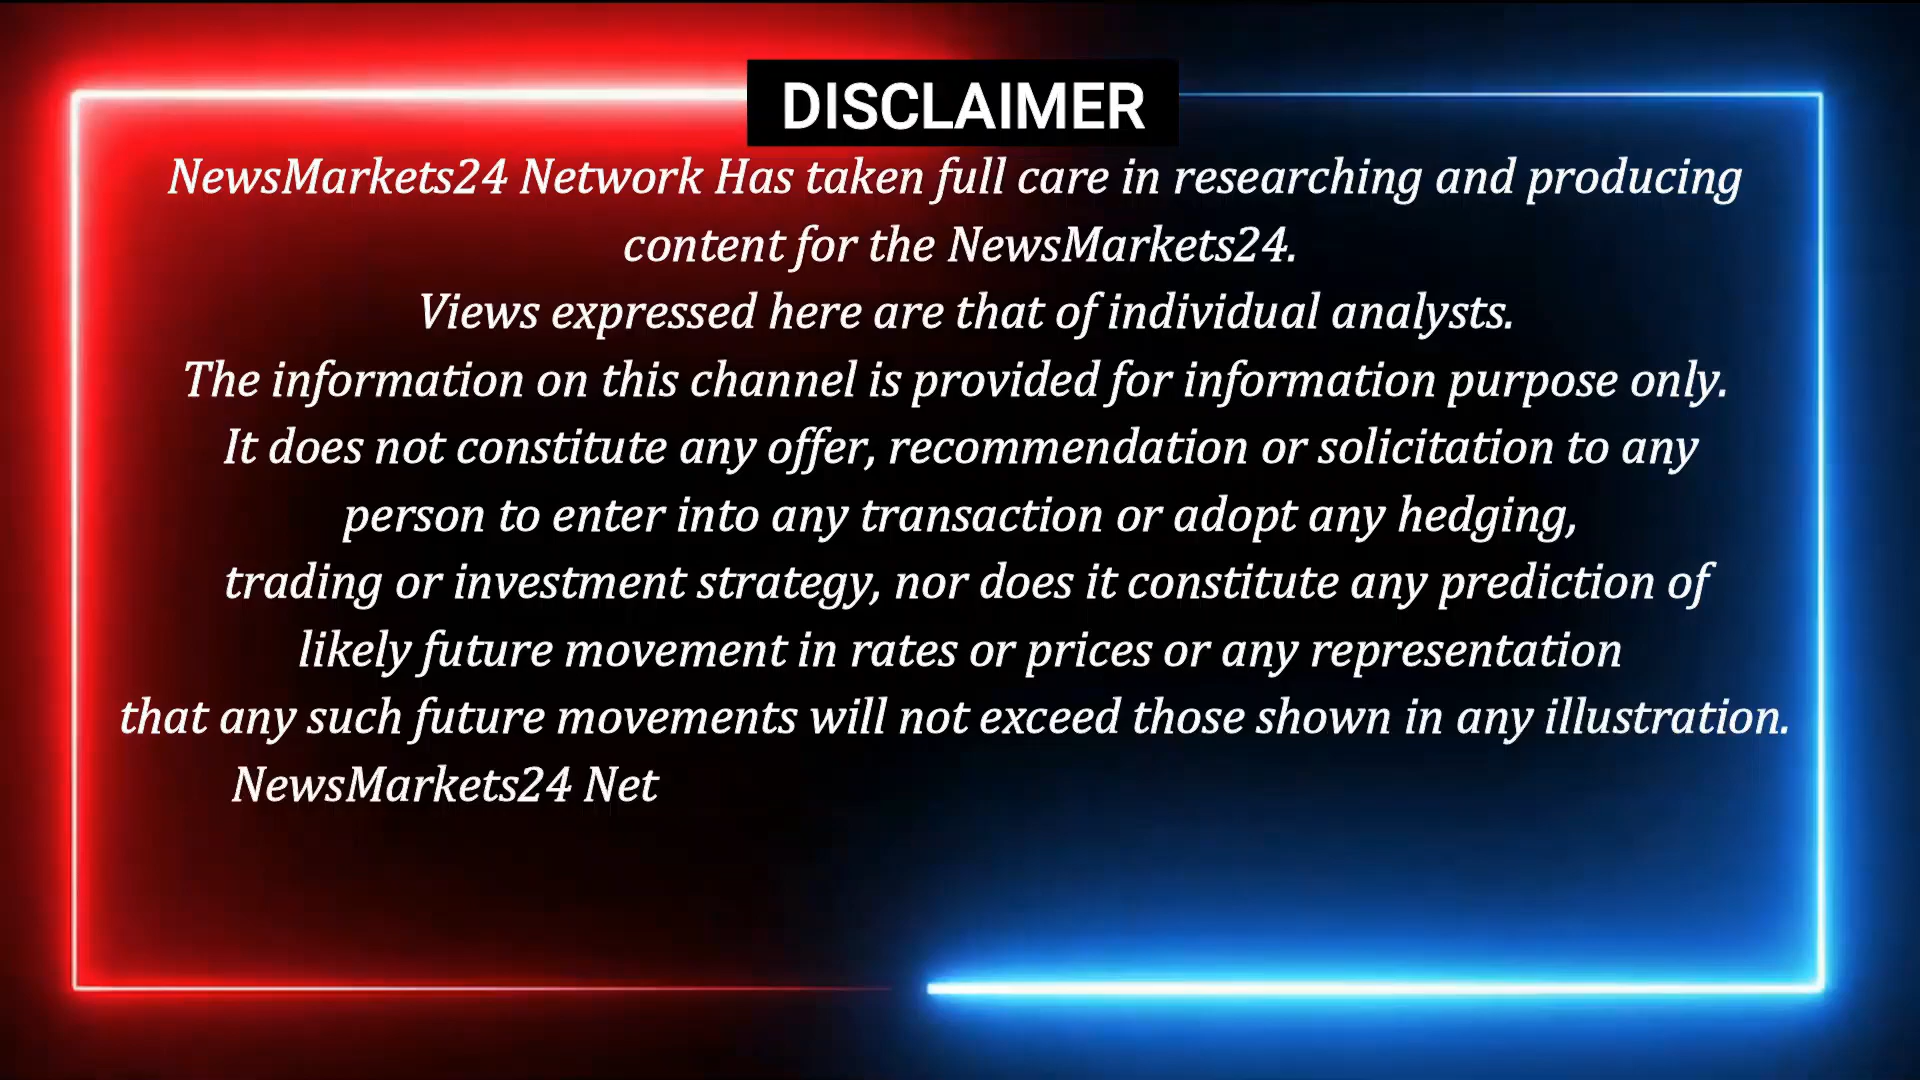 DISCLAIMER
NewsMarkets24 Network Has taken full care in researching and producing
content for the NewsMarkets24.
Views expressed here are that of individual analysts.
The information on this channel is provided for information purpose only.
It does not constitute any offer, recommendation or solicitation to any
person to enter into any transaction or adopt any hedging,
trading or investment strategy, nor does it constitute any prediction of
likely future movement in rates or prices or any representation
that any such future movements will not exceed those shown in any illustration.
NewsMarkets24 Net